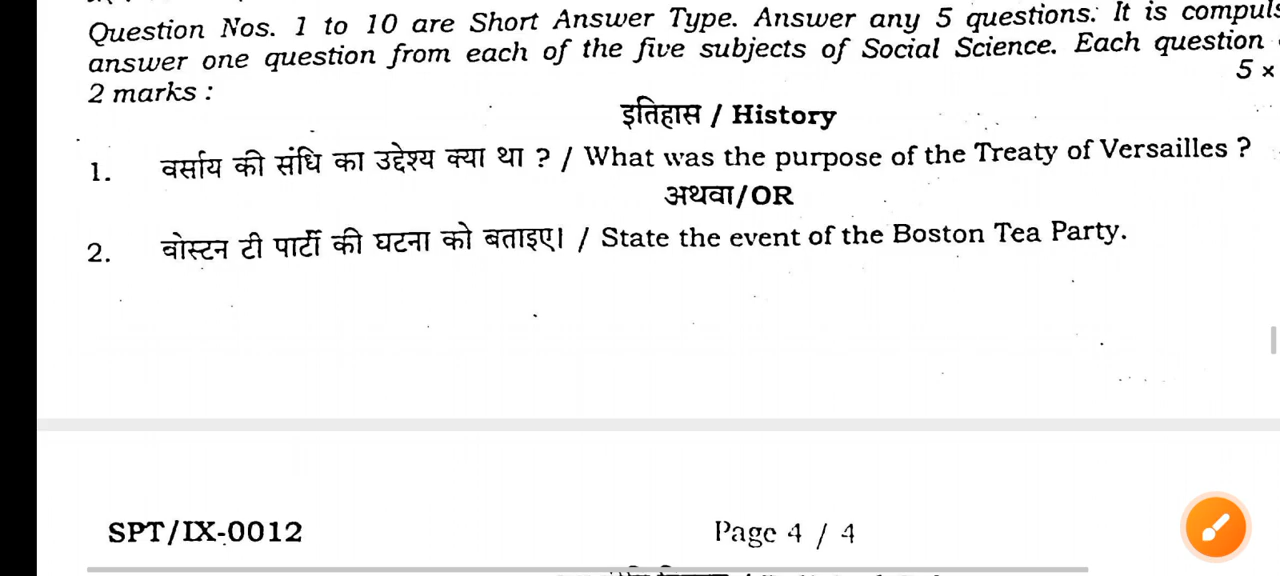 Question Nos. 1 to 10 are Short Answer Type. Answer any 5 questions. It is
answer one question from each of the five subjects of Social Science. Each question
5 ×
2 marks :
इतिहास / History
1. वर्साय की संधि का उद्देश्य क्या था ? / What was the purpose of the Treaty of Versailles ?
अथवा/OR
2. वोस्टन टी पार्टी की घटना को बताइए। / State the event of the Boston Tea Party.
SPT/IX-0012 Page 4 / 4